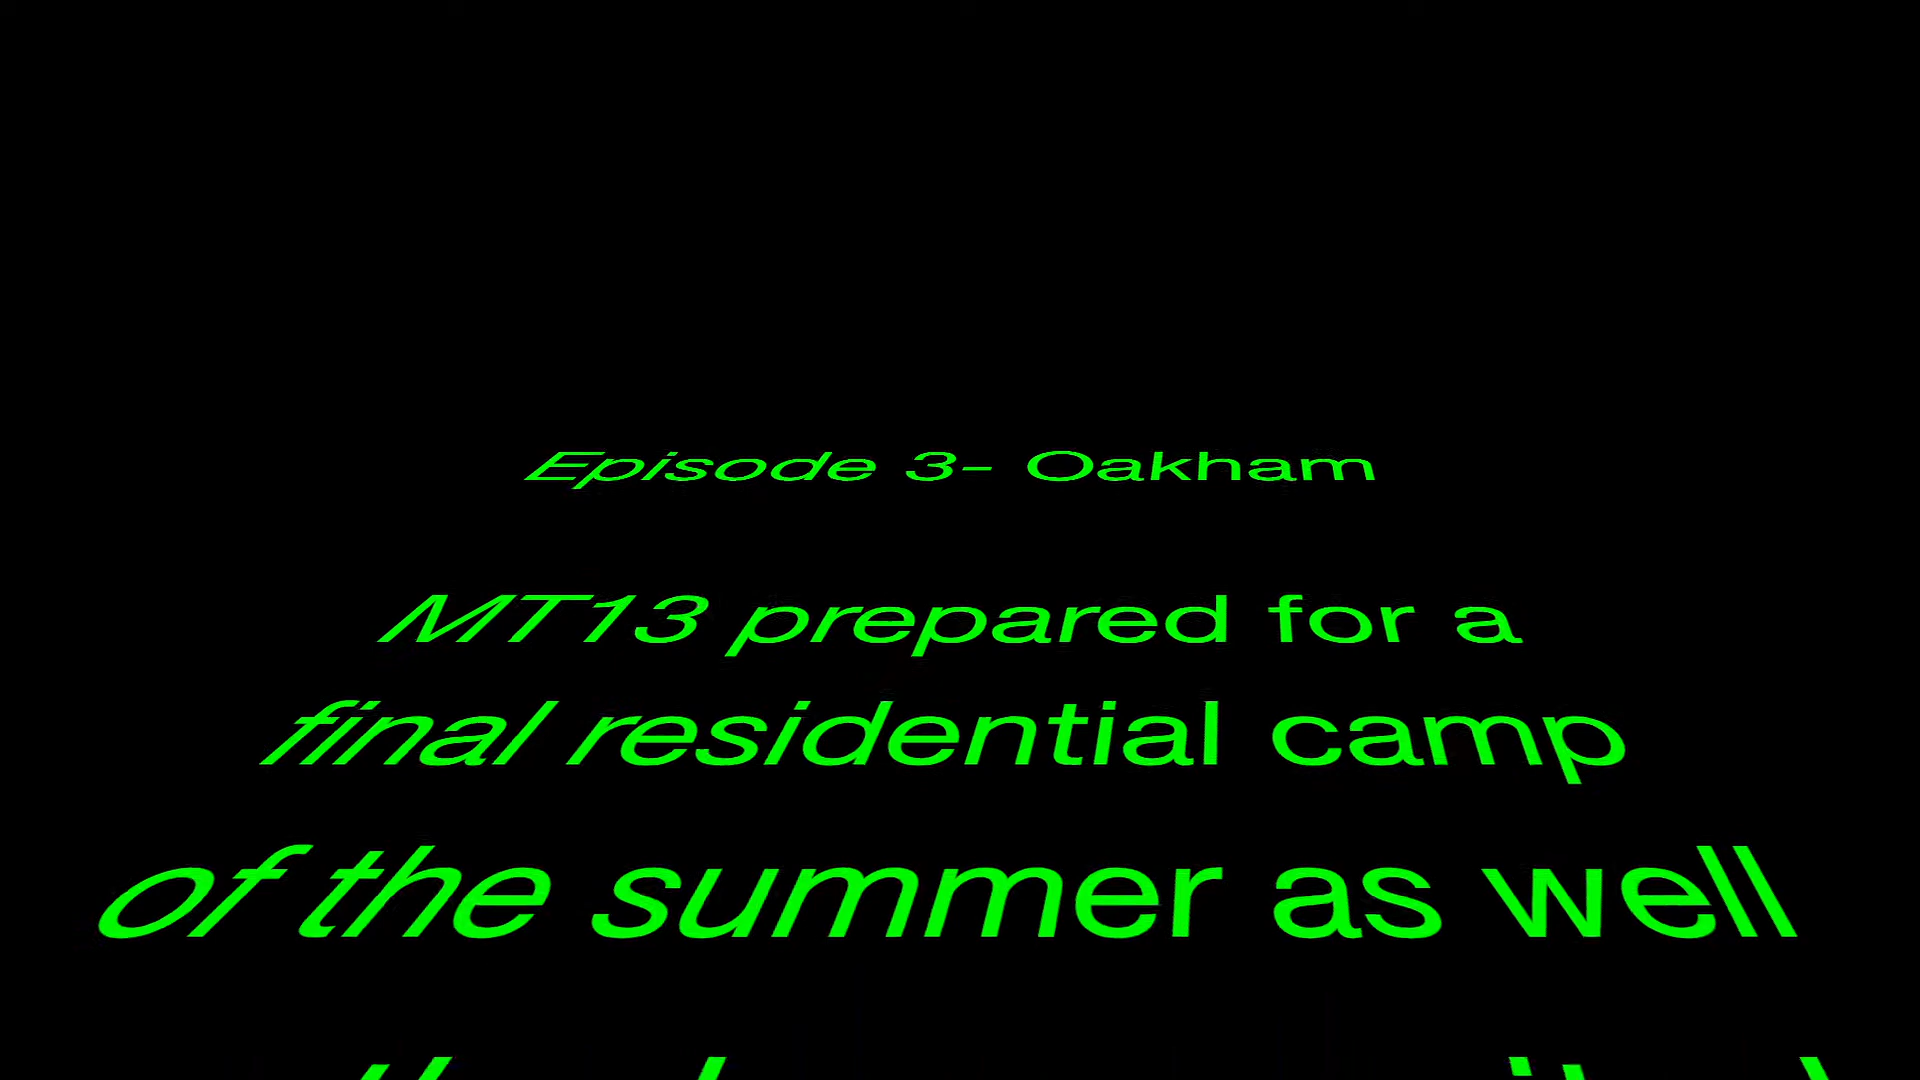 Episode 3- Oakham
MT13 prepared for a
final residential camp
of the summer as well